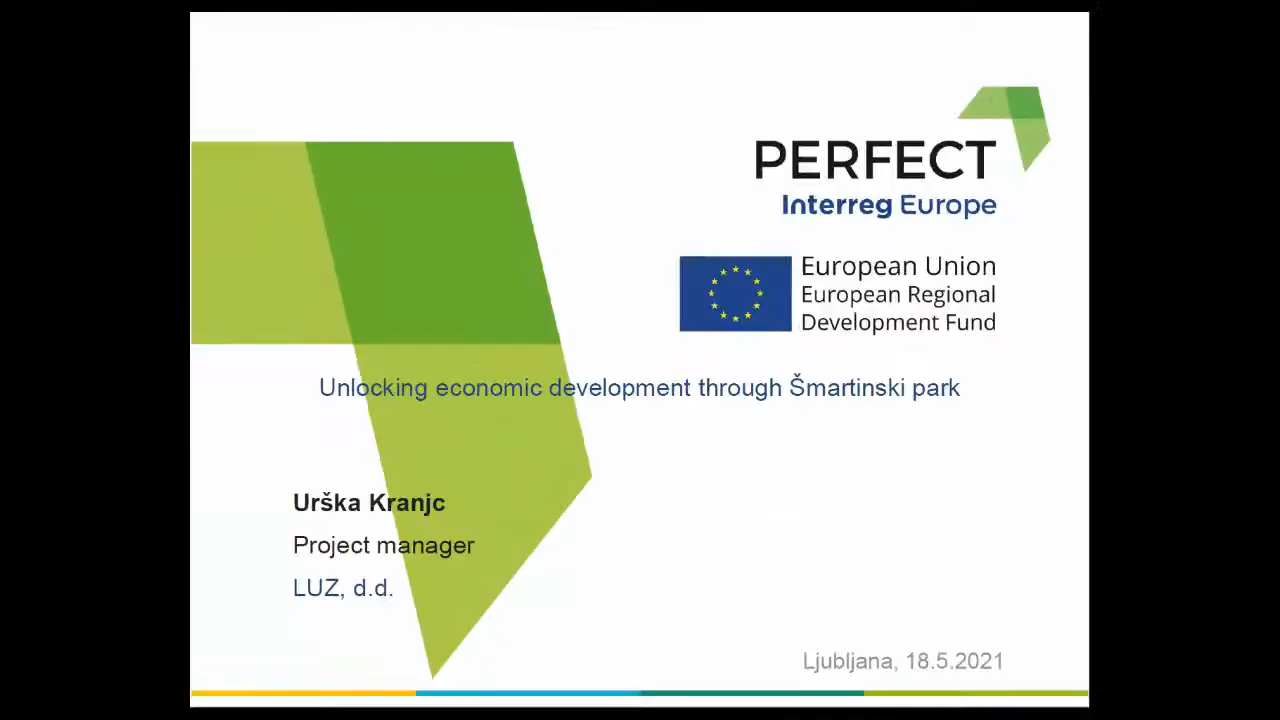 PERFECT
Interreg Europe
European Union
European Regional
Development Fund
Unlocking economic development through Šmartinski park
Urška Kranjc
Project manager
LUZ, d.d.
Ljubljana, 18.5.2021